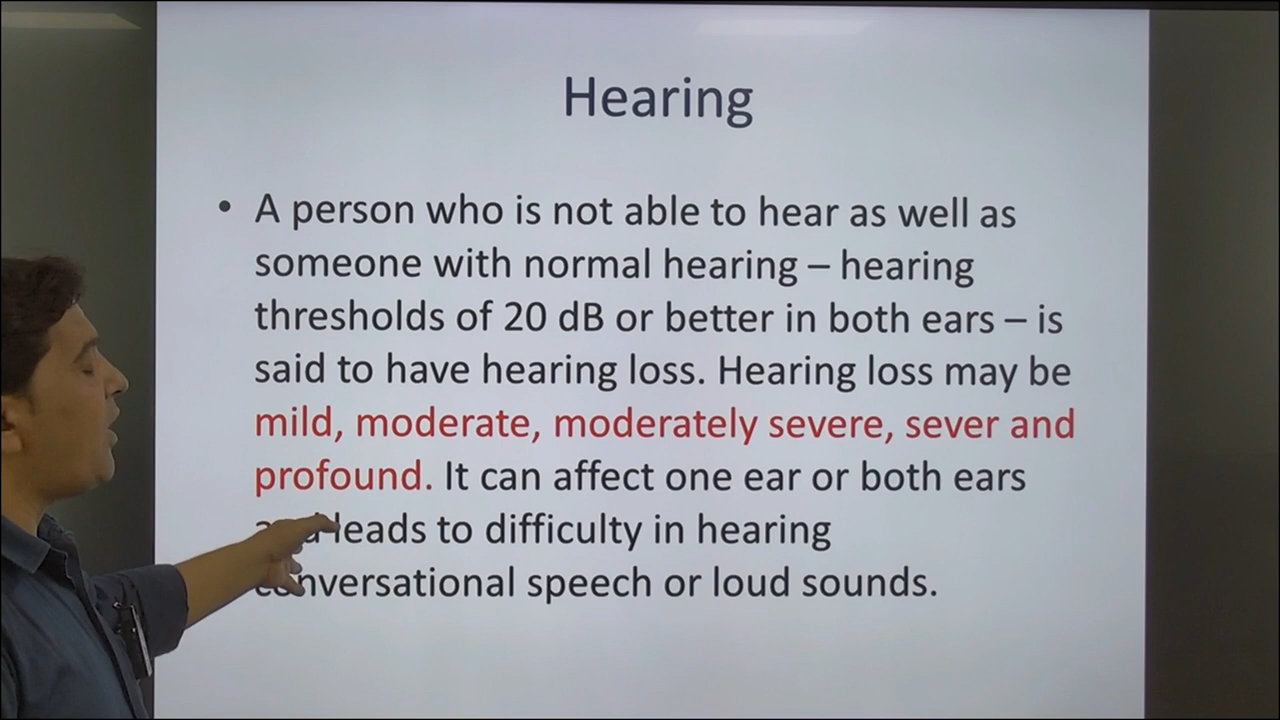 Hearing
• A person who is not able to hear as well as
someone with normal hearing – hearing
thresholds of 20 dB or better in both ears – is
said to have hearing loss. Hearing loss may be
mild, moderate, moderately severe, sever and
profound. It can affect one ear or both ears
leads to difficulty in hearing
conversational speech or loud sounds.